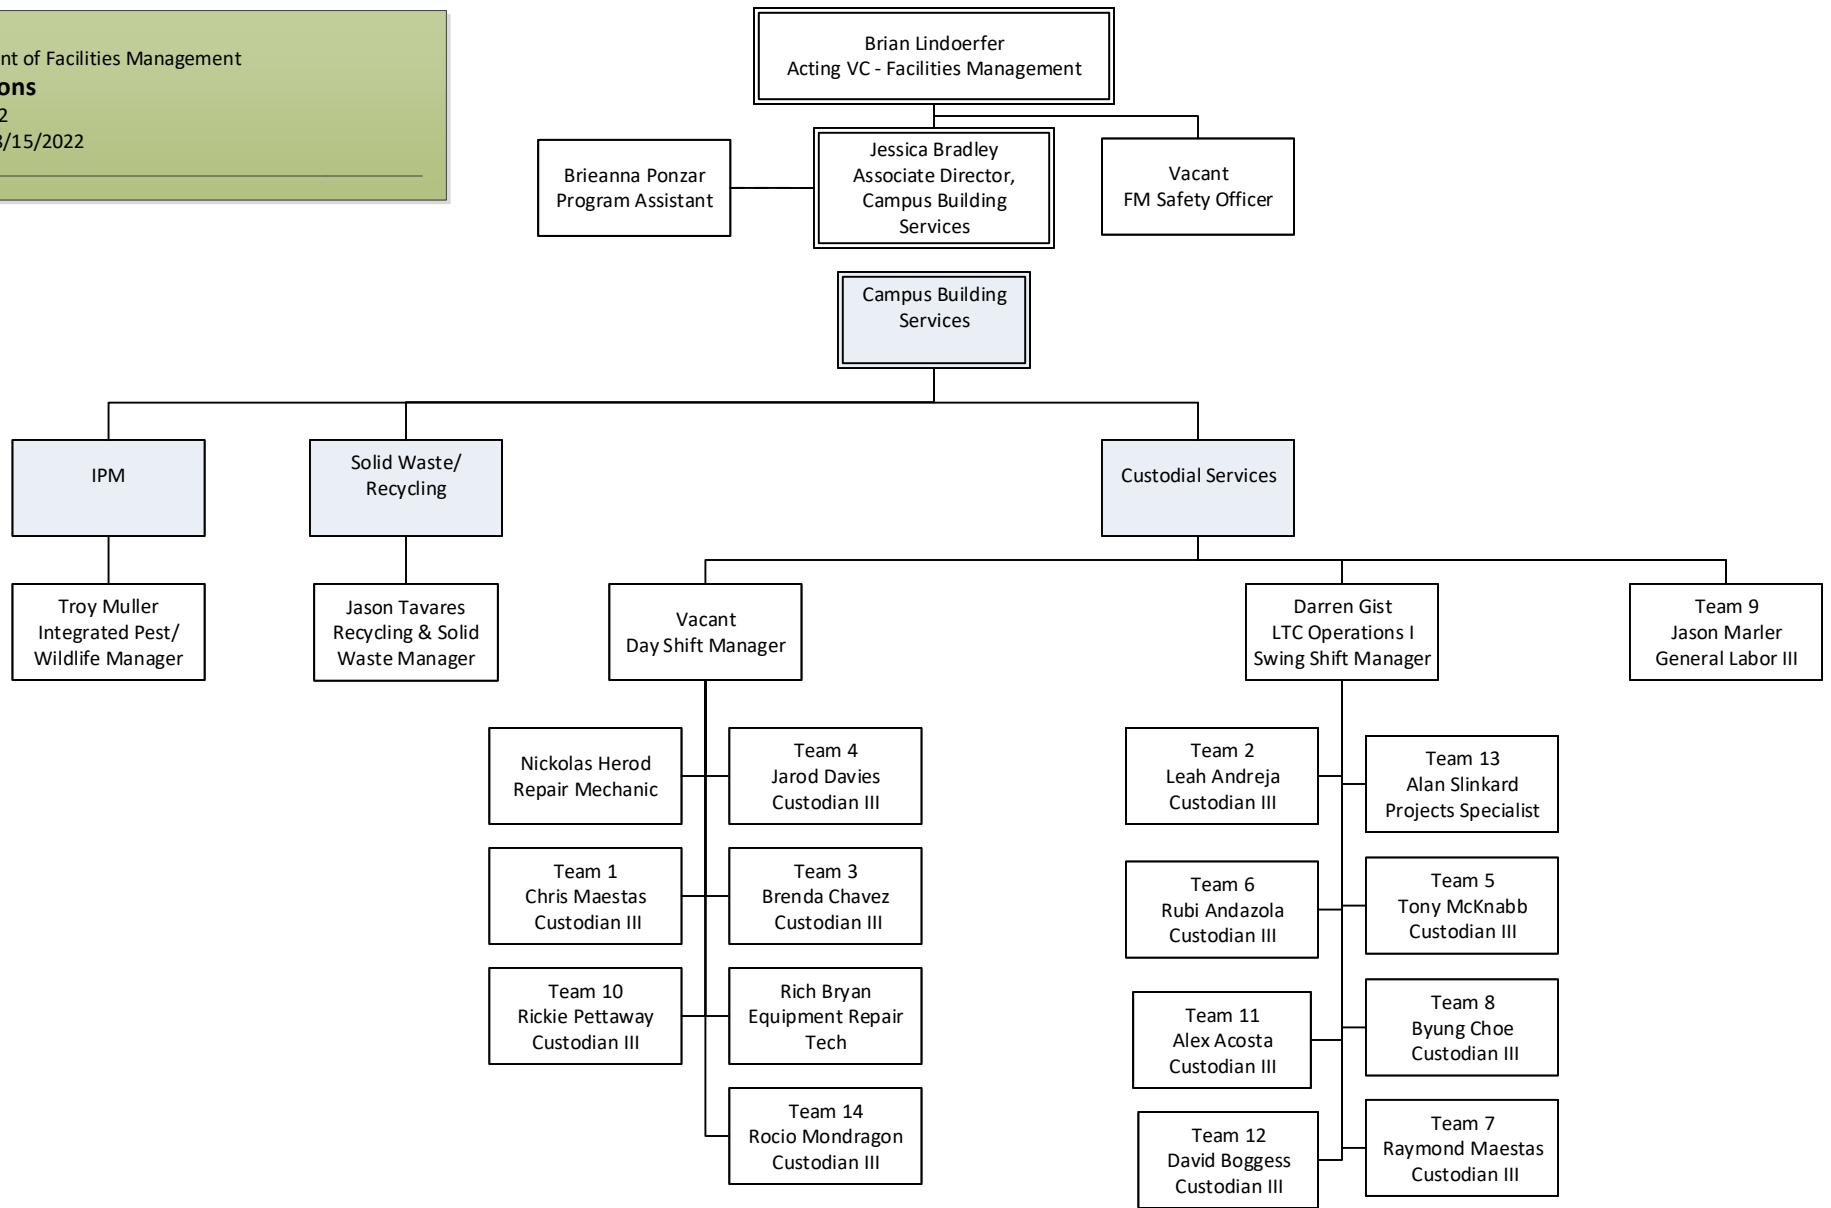 nt of Facilities Management
ons
2
8/15/2022
Brian Lindoerfer
Acting VC - Facilities Management
Brieanna Ponzar
Program Assistant
Jessica Bradley
Associate Director,
Campus Building
Services
Vacant
FM Safety Officer
Campus Building
Services
IPM
Solid Waste/
Recycling
Custodial Services
Troy Muller
Integrated Pest/
Wildlife Manager
Jason Tavares
Recycling & Solid
Waste Manager
Vacant
Day Shift Manager
Darren Gist
LTC Operations I
Swing Shift Manager
Team 9
Jason Marler
General Labor III
Nickolas Herod
Repair Mechanic
Team 4
Jarod Davies
Custodian III
Team 1
Chris Maestas
Custodian III
Team 3
Brenda Chavez
Custodian III
Team 10
Rickie Pettaway
Custodian III
Rich Bryan
Equipment Repair
Tech
Team 14
Rocio Mondragon
Custodian III
Team 2
Leah Andreja
Custodian III
Team 13
Alan Slinkard
Projects Specialist
Team 6
Rubi Andazola
Custodian III
Team 5
Tony McKnabb
Custodian III
Team 11
Alex Acosta
Custodian III
Team 8
Byung Choe
Custodian III
Team 12
David Boggess
Custodian III
Team 7
Raymond Maestas
Custodian III